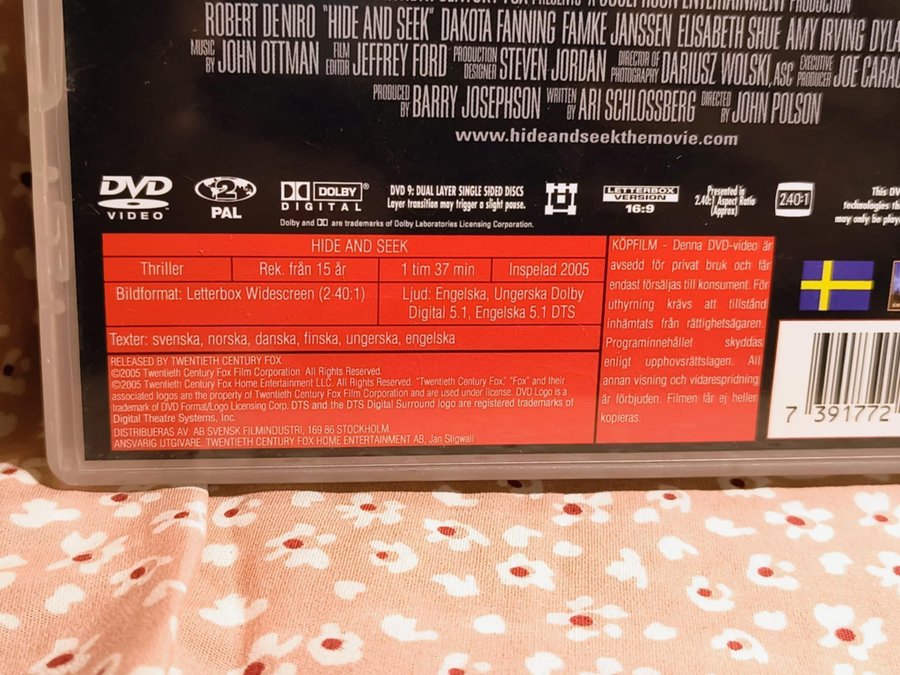 ROBERT DE NIRO "HIDE AND SEEK" DAKOTA FANNING FAMKE JANSSEN ELISABETH SHUE AMY IRVING
MUSIC BY JOHN OTTMAN FILM EDITOR JEFFREY FORD PRODUCTION DESIGNER STEVEN JORDAN DIRECTOR OF PHOTOGRAPHY DARIUSZ WOLSKI, ASC EXECUTIVE PRODUCER JOE
PRODUCED BY BARRY JOSEPHSON WRITTEN BY ARI SCHLOSSBERG DIRECTED BY JOHN POLSON
www.hideandseekthemovie.com
DVD VIDEO
2 PAL
DOLBY DIGITAL
Dolby and DD are trademarks of Dolby Laboratories Licensing Corporation.
DVD 9: DUAL LAYER SINGLE SIDED DISCS
Layer transition may trigger a slight pause.
LETTERBOX VERSION
16:9
Presented in
2.40:1 Aspect Ratio
(Approx)
2.40:1
This
technologies
may only be
HIDE AND SEEK
Thriller Rek. från 15 år 1 tim 37 min Inspelad 2005
Bildformat: Letterbox Widescreen (2·40:1)
Ljud: Engelska, Ungerska Dolby
Digital 5.1, Engelska 5.1 DTS
Texter: svenska, norska, danska, finska, ungerska, engelska
RELEASED BY TWENTIETH CENTURY FOX.
©2005 Twentieth Century Fox Film Corporation. All Rights Reserved.
©2005 Twentieth Century Fox Home Entertainment LLC. All Rights Reserved. "Twentieth Century Fox," "Fox" and their
associated logos are the property of Twentieth Century Fox Film Corporation and are used under license. DVD Logo is a
trademark of DVD Format/Logo Licensing Corp. DTS and the DTS Digital Surround logo are registered trademarks of
Digital Theatre Systems, Inc.
DISTRIBUERAS AV: AB SVENSK FILMINDUSTRI, 169 86 STOCKHOLM.
ANSVARIG UTGIVARE: TWENTIETH CENTURY FOX HOME ENTERTAINMENT AB, Jan Stigwall
KÖPFILM - Denna DVD-video är
avsedd för privat bruk och får
endast försäljas till konsument. För
uthyrning krävs att tillstånd
inhämtats från rättighetsägaren.
Programinnehållet skyddas
enligt upphovsrättslagen. All
annan visning och vidarespridning
är förbjuden. Filmen får ej heller
kopieras.
7 391772